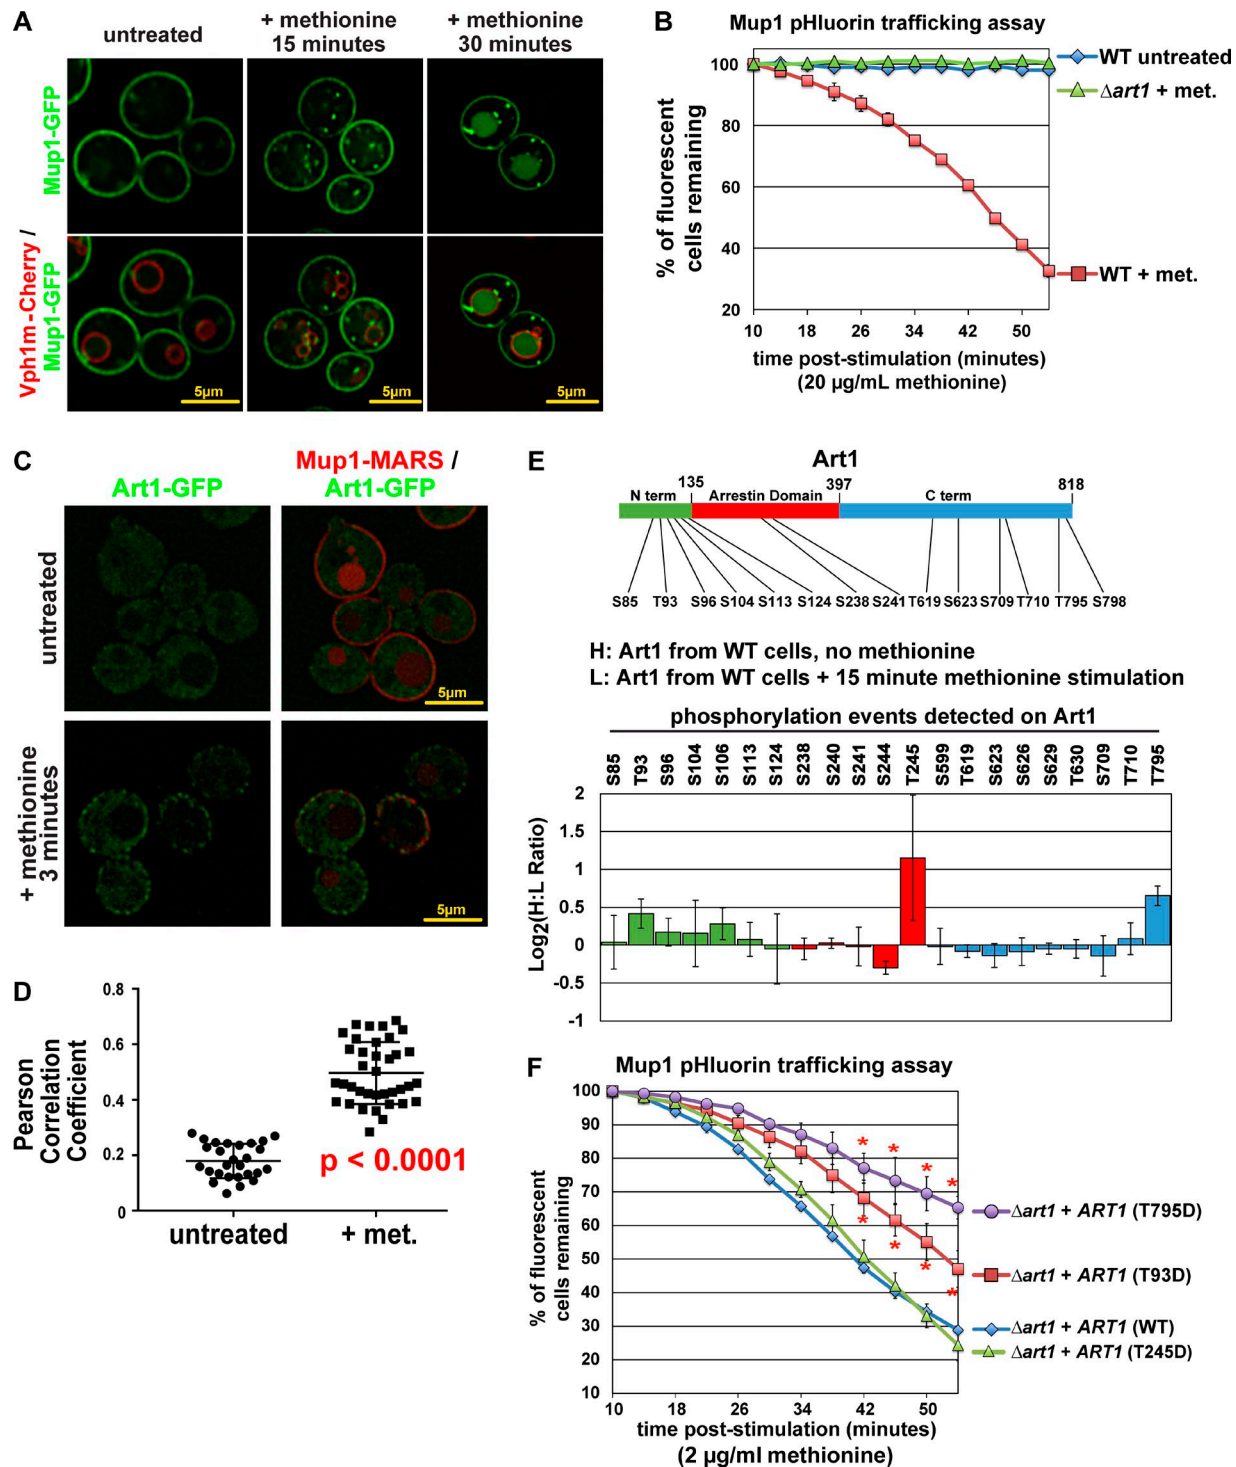 A
untreated
+ methionine
15 minutes
+ methionine
30 minutes
Mup1-GFP
Vph1m-Cherry /
Mup1-GFP
5µm
5µm
5µm
B
Mup1 pHluorin trafficking assay
% of fluorescent
cells remaining
100
80
60
40
20
10
18
26
34
42
50
time post-stimulation (minutes)
(20 µg/mL methionine)
WT untreated
Δart1 + met.
WT + met.
C
Art1-GFP
Mup1-MARS /
Art1-GFP
untreated
+ methionine
3 minutes
5µm
5µm
D
Pearson
Correlation
Coefficient
0.8
0.6
0.4
0.2
0
p < 0.0001
untreated
+ met.
E
Art1
135
397
818
N term
Arrestin Domain
C term
S85 T93 S96 S104 S113 S124 S238 S241 T619 S623 S709 T710 T795 S798
H: Art1 from WT cells, no methionine
L: Art1 from WT cells + 15 minute methionine stimulation
phosphorylation events detected on Art1
S85 T93 S96 S104 S106 S113 S124 S238 S240 S241 S244 T245 S599 T619 S623 S626 S629 T630 S709 T710 T795
Log2(H:L Ratio)
2
1.5
1
0.5
0
-0.5
-1
F
Mup1 pHluorin trafficking assay
% of fluorescent
cells remaining
100
90
80
70
60
50
40
30
20
10
10
18
26
34
42
50
time post-stimulation (minutes)
(2 µg/ml methionine)
* * * *
* * * *
Δart1 + ART1 (T795D)
Δart1 + ART1 (T93D)
Δart1 + ART1 (WT)
Δart1 + ART1 (T245D)